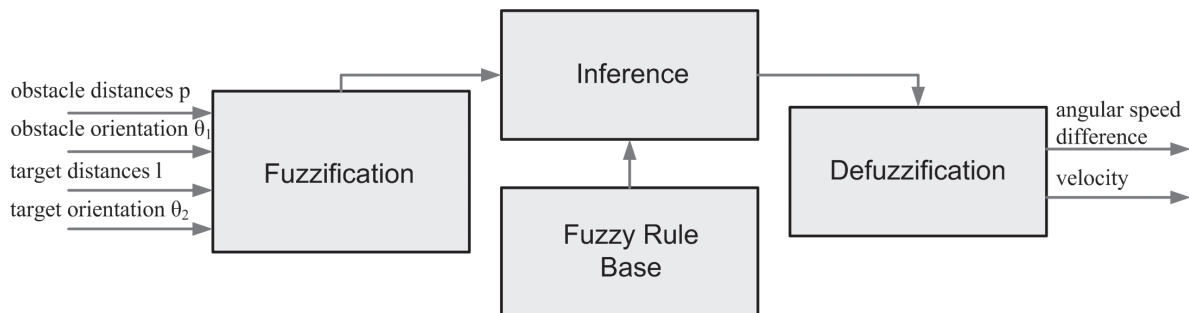 obstacle distances p
obstacle orientation θ₁
target distances l
target orientation θ₂
Fuzzification
Inference
Fuzzy Rule
Base
Defuzzification
angular speed
difference
velocity